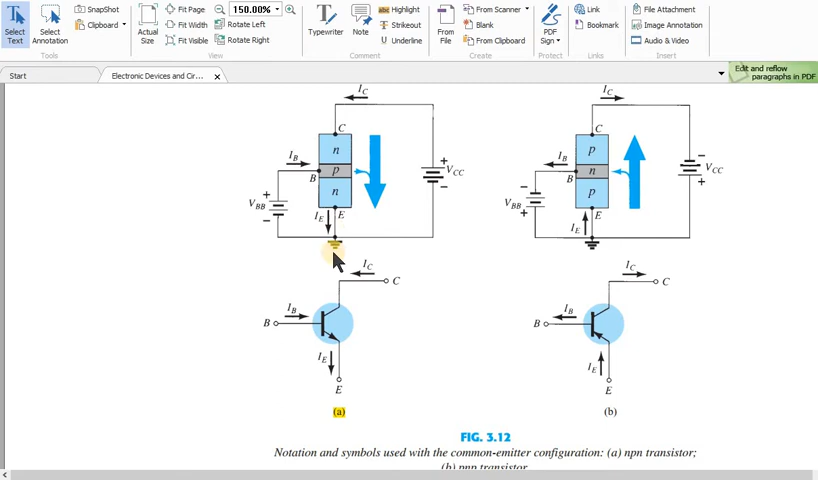 SnapShot
Clipboard
Select
Text
Select
Annotation
Tools
Actual
Size
Fit Page
Fit Width
Fit Visible
150.00%
Rotate Left
Rotate Right
View
Typewriter
Note
Highlight
Strikeout
Underline
Comment
From
File
From Scanner
Blank
From Clipboard
Create
PDF
Sign
Protect
Link
Bookmark
Links
File Attachment
Image Annotation
Audio & Video
Insert
Start
Electronic Devices and Cir...
Edit and reflow
paragraphs in PDF
I_C
C
n
I_B
p
B
n
V_BB
+
−
I_E
E
+
V_CC
−
I_C
C
p
I_B
n
B
p
V_BB
−
+
I_E
E
−
V_CC
+
I_C
C
I_B
B
I_E
E
(a)
I_C
C
I_B
B
I_E
E
(b)
FIG. 3.12
Notation and symbols used with the common-emitter configuration: (a) npn transistor;
(b) pnp transistor.